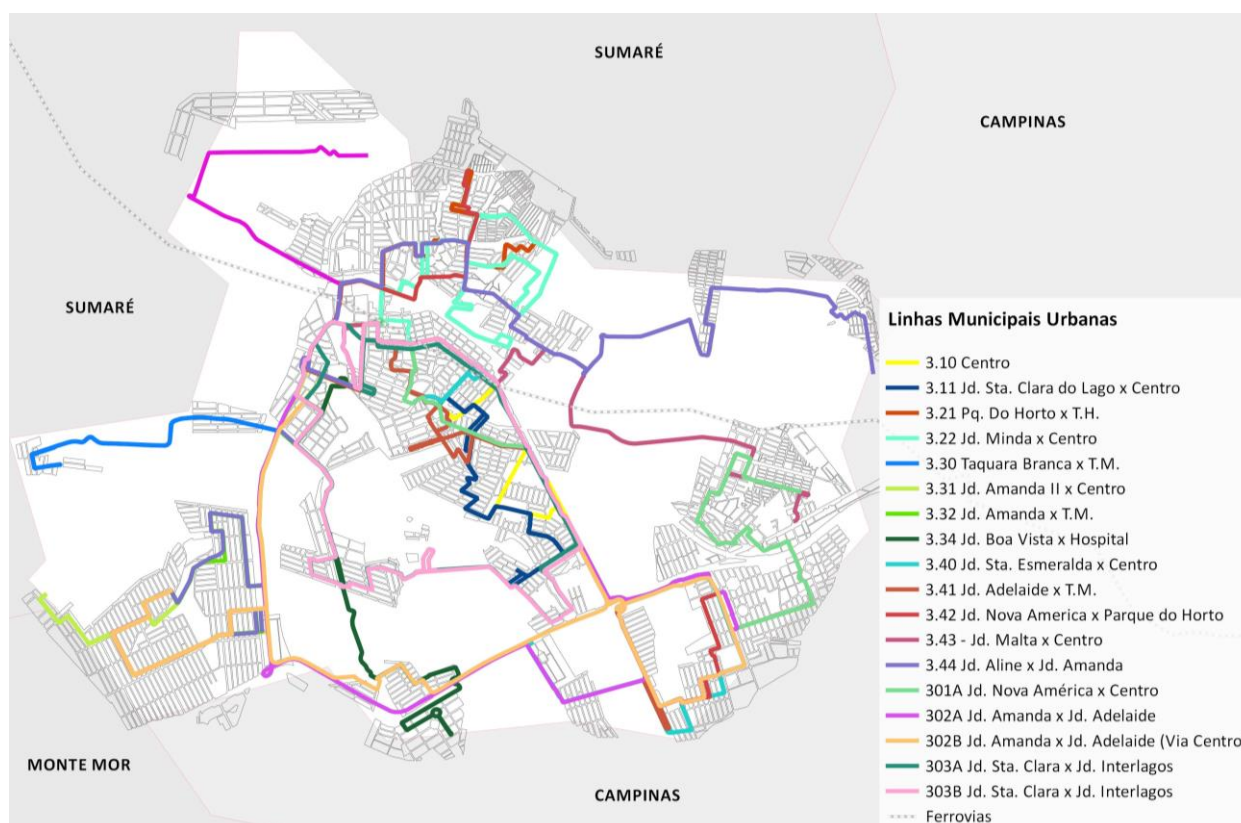 SUMARÉ
CAMPINAS
SUMARÉ
Linhas Municipais Urbanas
3.10 Centro
3.11 Jd. Sta. Clara do Lago x Centro
3.21 Pq. Do Horto x T.H.
3.22 Jd. Minda x Centro
3.30 Taquara Branca x T.M.
3.31 Jd. Amanda II x Centro
3.32 Jd. Amanda x T.M.
3.34 Jd. Boa Vista x Hospital
3.40 Jd. Sta. Esmeralda x Centro
3.41 Jd. Adelaide x T.M.
3.42 Jd. Nova America x Parque do Horto
3.43 - Jd. Malta x Centro
3.44 Jd. Aline x Jd. Amanda
301A Jd. Nova América x Centro
302A Jd. Amanda x Jd. Adelaide
302B Jd. Amanda x Jd. Adelaide (Via Centro
303A Jd. Sta. Clara x Jd. Interlagos
303B Jd. Sta. Clara x Jd. Interlagos
Ferrovias
MONTE MOR
CAMPINAS